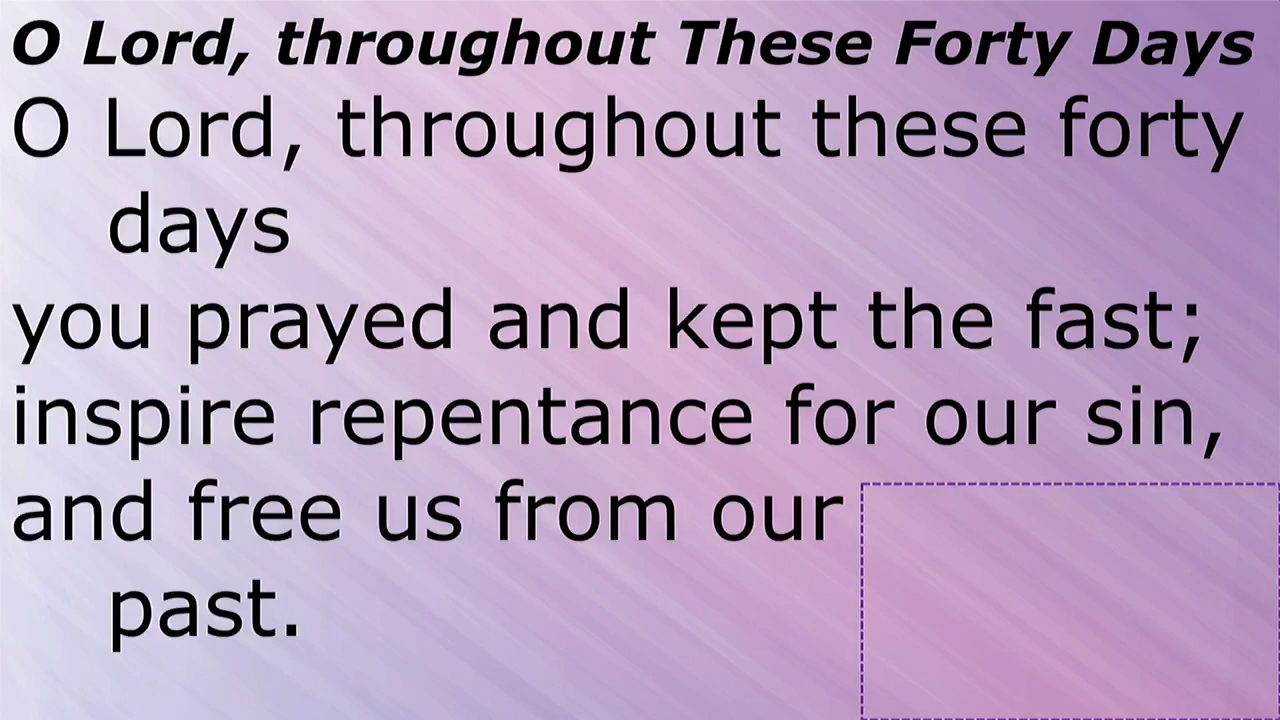 O Lord, throughout These Forty Days
O Lord, throughout these forty
days
you prayed and kept the fast;
inspire repentance for our sin,
and free us from our
past.